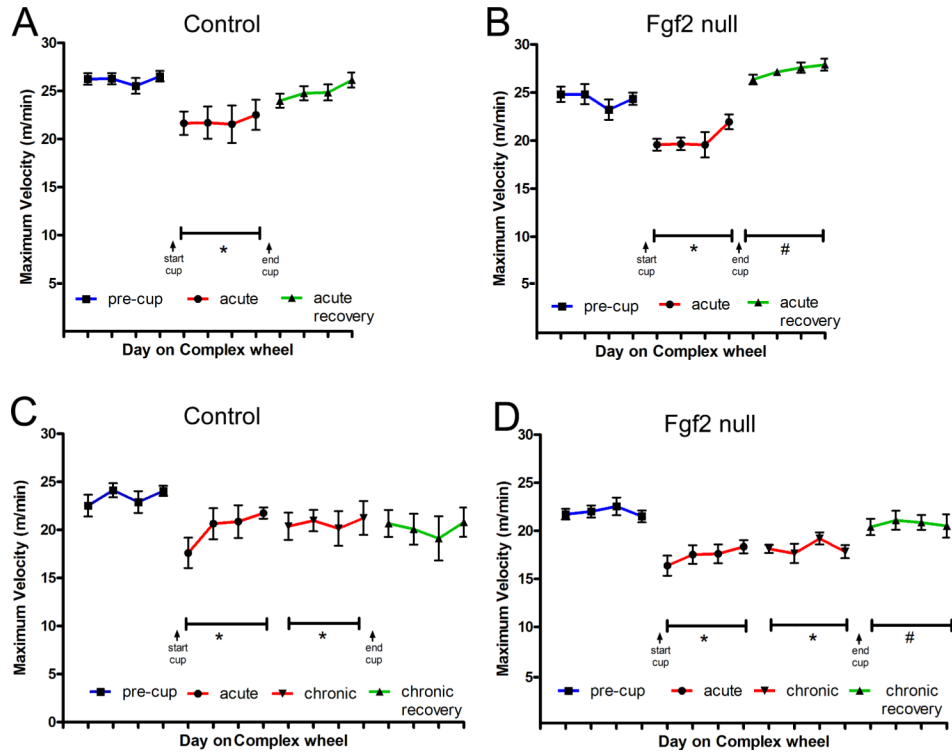 A
Control
Maximum Velocity (m/min)
30
25
20
15
10
5
*
start
cup
end
cup
pre-cup
acute
acute
recovery
Day on Complex wheel
B
Fgf2 null
Maximum Velocity (m/min)
30
25
20
15
10
5
*
#
start
cup
end
cup
pre-cup
acute
acute
recovery
Day on Complex wheel
C
Control
Maximum Velocity (m/min)
30
25
20
15
10
5
0
*
*
start
cup
end
cup
pre-cup
acute
chronic
chronic
recovery
Day on Complex wheel
D
Fgf2 null
Maximum Velocity (m/min)
30
25
20
15
10
5
0
*
*
#
start
cup
end
cup
pre-cup
acute
chronic
chronic
recovery
Day on Complex wheel